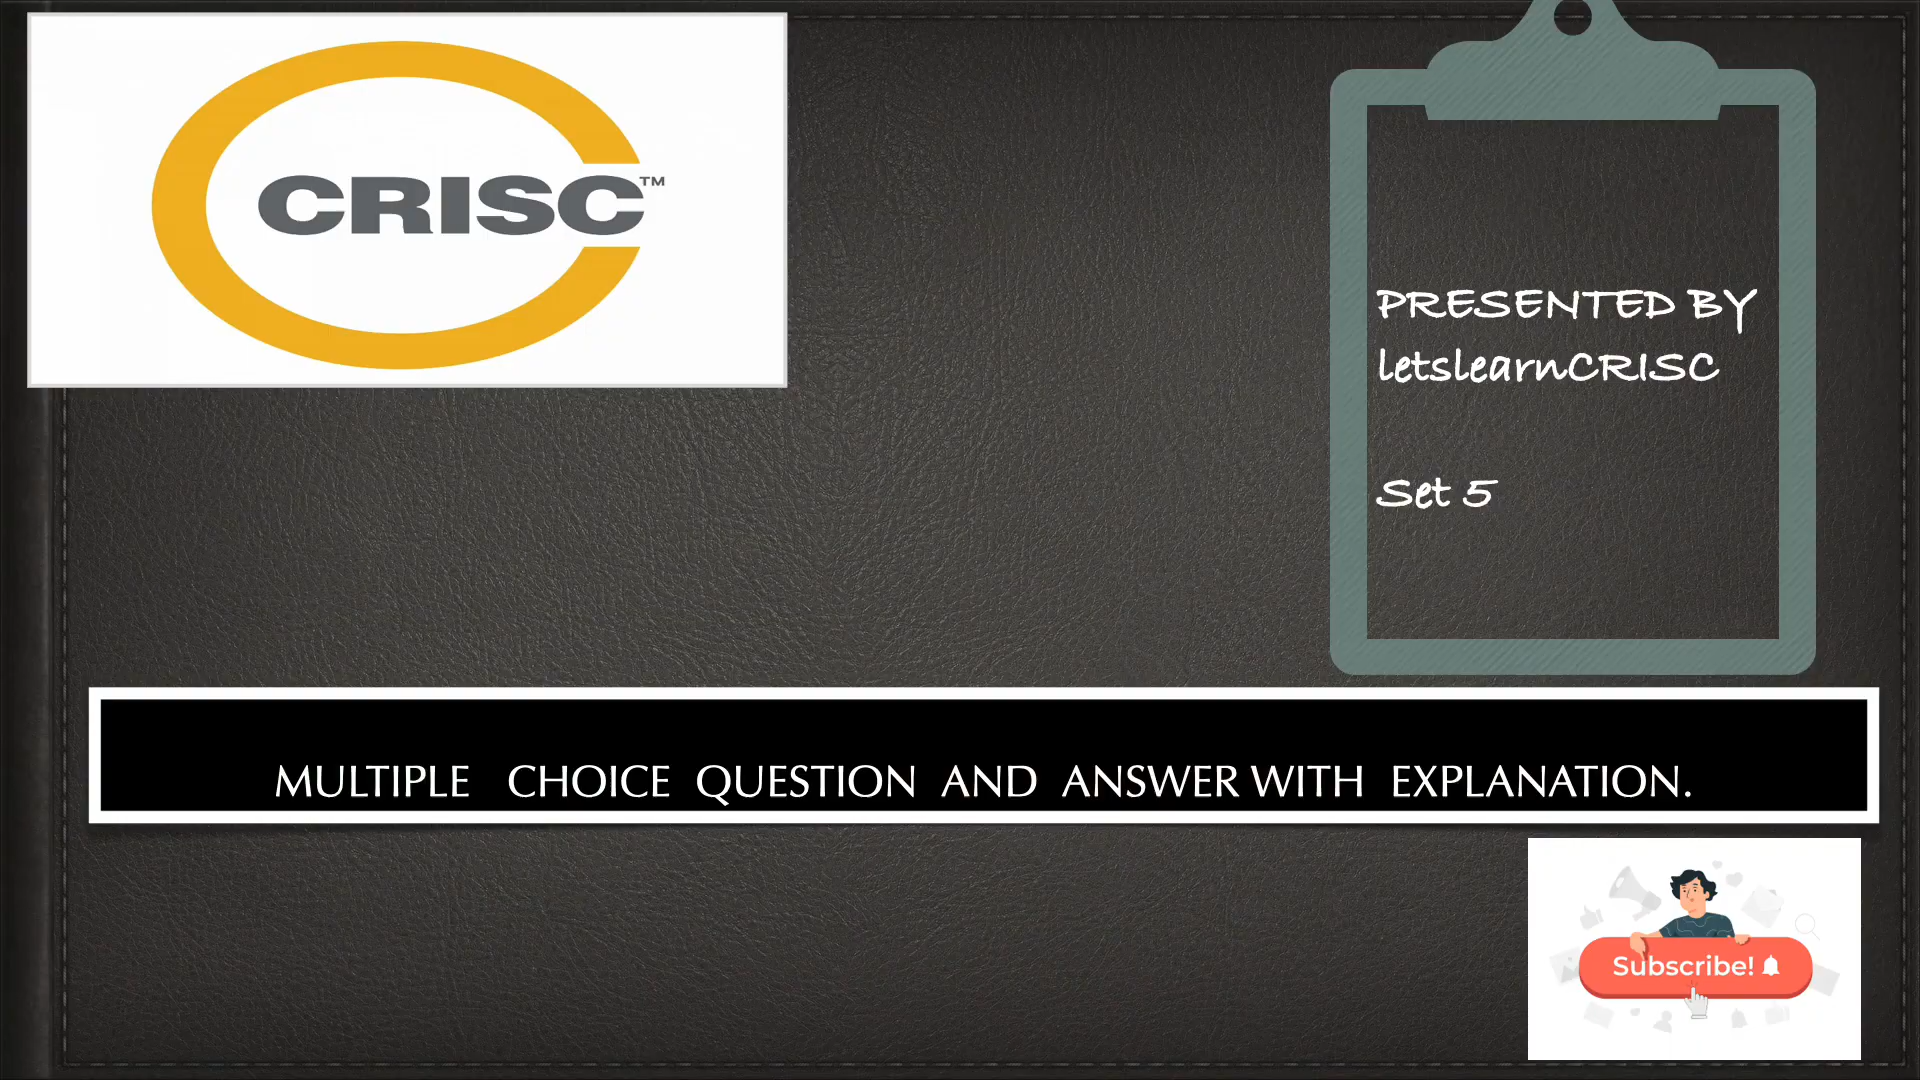 CRISC™
PRESENTED BY
letslearnCRISC
Set 5
MULTIPLE CHOICE QUESTION AND ANSWER WITH EXPLANATION.
Subscribe!